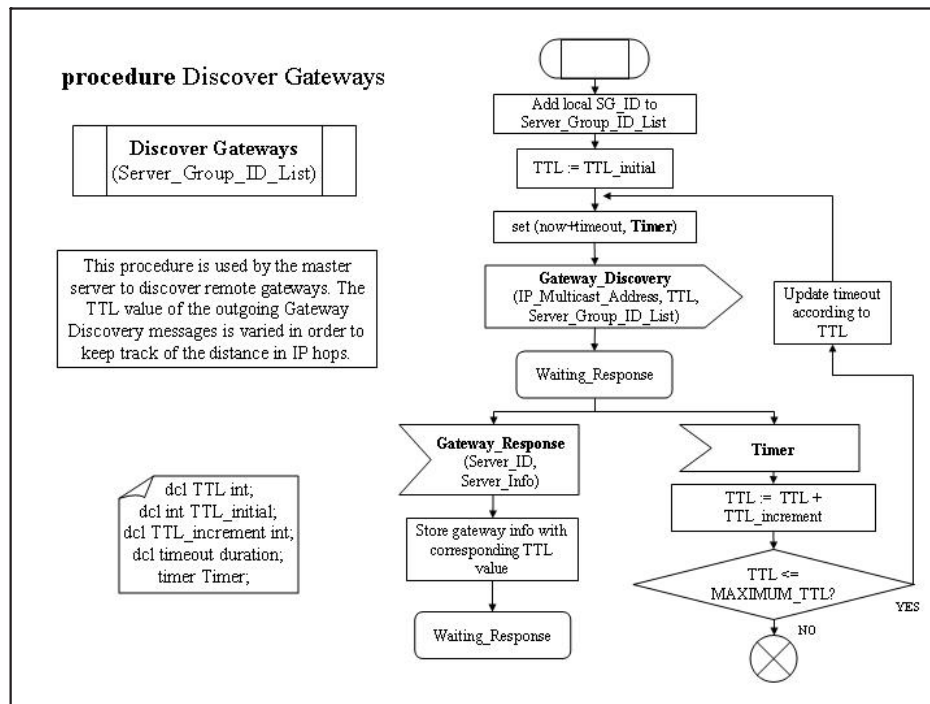 procedure Discover Gateways
Discover Gateways
(Server_Group_ID_List)
This procedure is used by the master
server to discover remote gateways. The
TTL value of the outgoing Gateway
Discovery messages is varied in order to
keep track of the distance in IP hops.
dcl TTL int;
dcl int TTL_initial;
dcl TTL_increment int;
dcl timeout duration;
timer Timer;
Add local SG_ID to
Server_Group_ID_List
TTL := TTL_initial
set (now+timeout, Timer)
Gateway_Discovery
(IP_Multicast_Address, TTL,
Server_Group_ID_List)
Waiting_Response
Gateway_Response
(Server_ID,
Server_Info)
Store gateway info with
corresponding TTL
value
Waiting_Response
Timer
TTL := TTL +
TTL_increment
TTL <=
MAXIMUM_TTL?
YES
NO
Update timeout
according to
TTL